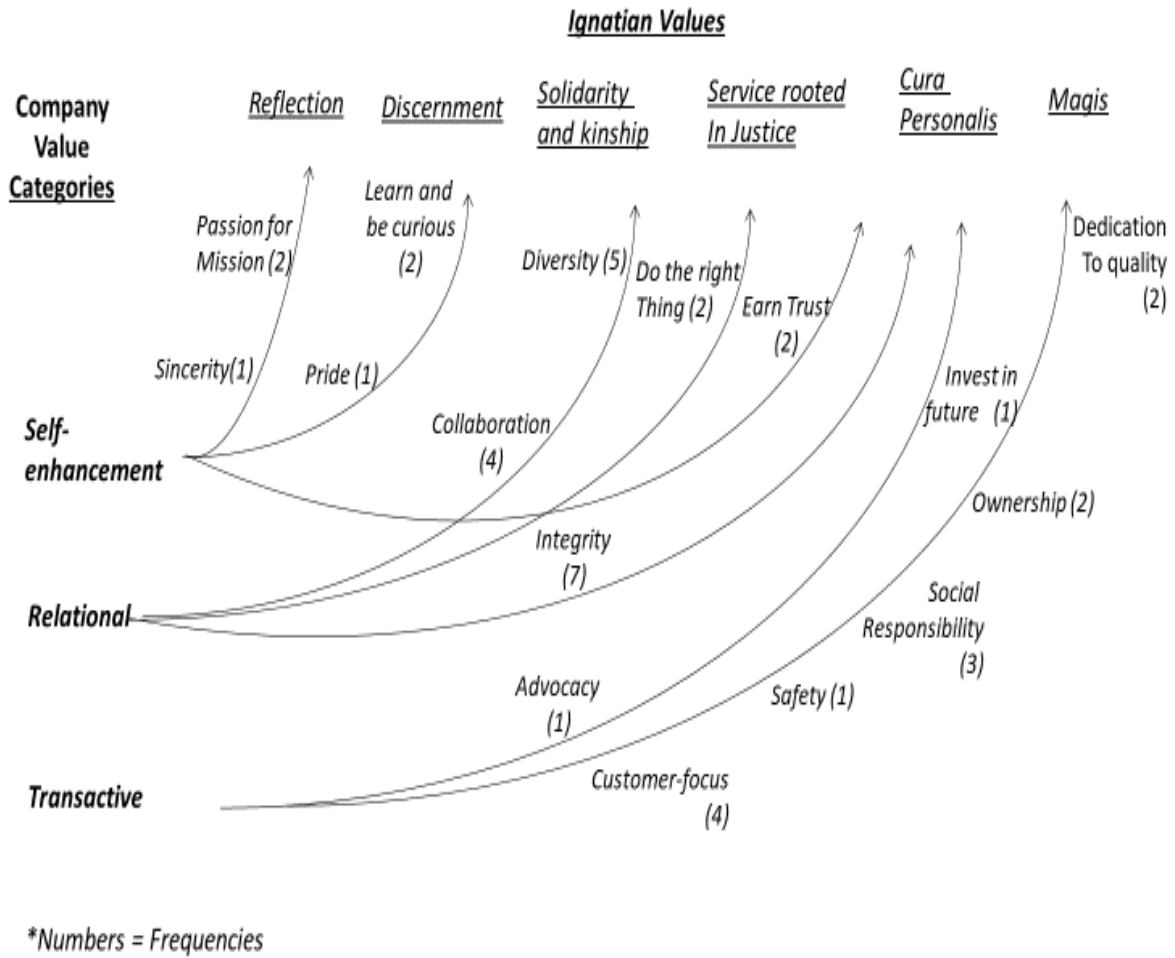 Ignatian Values
Company
Value
Categories
Reflection
Discernment
Solidarity
and kinship
Service rooted
In Justice
Cura
Personalis
Magis
Passion for
Mission (2)
Learn and
be curious
(2)
Diversity (5)
Do the right
Thing (2)
Earn Trust
(2)
Dedication
To quality
(2)
Sincerity(1)
Pride (1)
Invest in
future (1)
Self-
enhancement
Collaboration
(4)
Ownership (2)
Integrity
(7)
Relational
Social
Responsibility
(3)
Advocacy
(1)
Safety (1)
Transactive
Customer-focus
(4)
*Numbers = Frequencies